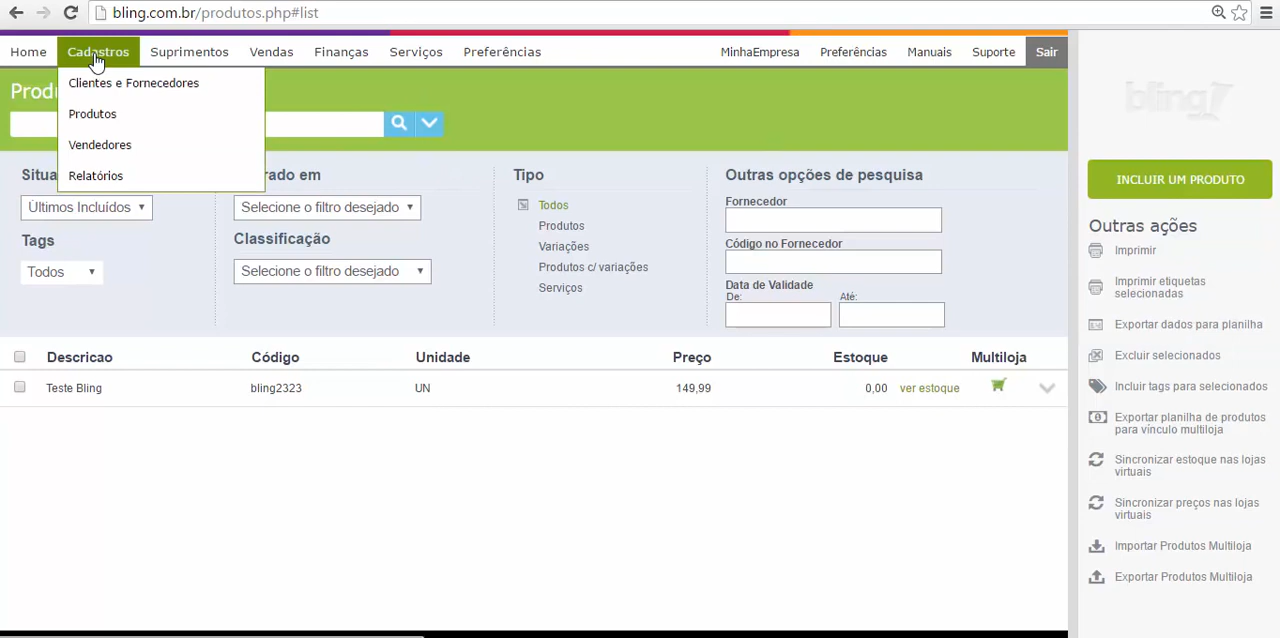 bling.com.br/produtos.php#list
Home Cadastros Suprimentos Vendas Finanças Serviços Preferências MinhaEmpresa Preferências Manuais Suporte Sair
Clientes e Fornecedores
Produtos
Vendedores
Relatórios
bling
INCLUIR UM PRODUTO
Últimos Incluídos
Tags
Todos
Selecione o filtro desejado
Classificação
Selecione o filtro desejado
Tipo
Todos
Produtos
Variações
Produtos c/ variações
Serviços
Outras opções de pesquisa
Fornecedor
Código no Fornecedor
Data de Validade
De: Até:
Descricao Código Unidade Preço Estoque Multiloja
Teste Bling bling2323 UN 149,99 0,00 ver estoque
Outras ações
Imprimir
Imprimir etiquetas
selecionadas
Exportar dados para planilha
Excluir selecionados
Incluir tags para selecionados
Exportar planilha de produtos
para vínculo multiloja
Sincronizar estoque nas lojas
virtuais
Sincronizar preços nas lojas
virtuais
Importar Produtos Multiloja
Exportar Produtos Multiloja